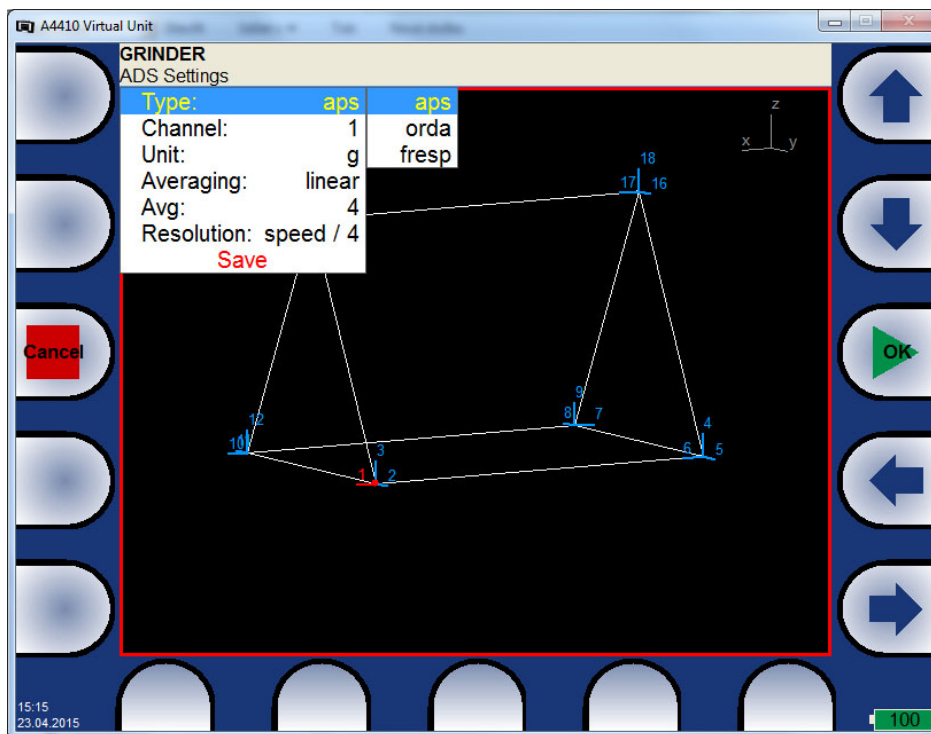 A4410 Virtual Unit
GRINDER
ADS Settings
Type: aps
Channel: 1
Unit: g
Averaging: linear
Avg: 4
Resolution: speed / 4
Save
aps
orda
fresp
z
x y
18
17 16
12
10
3
1 2
9
8 7
4
6 5
Cancel
OK
15:15
23.04.2015
100